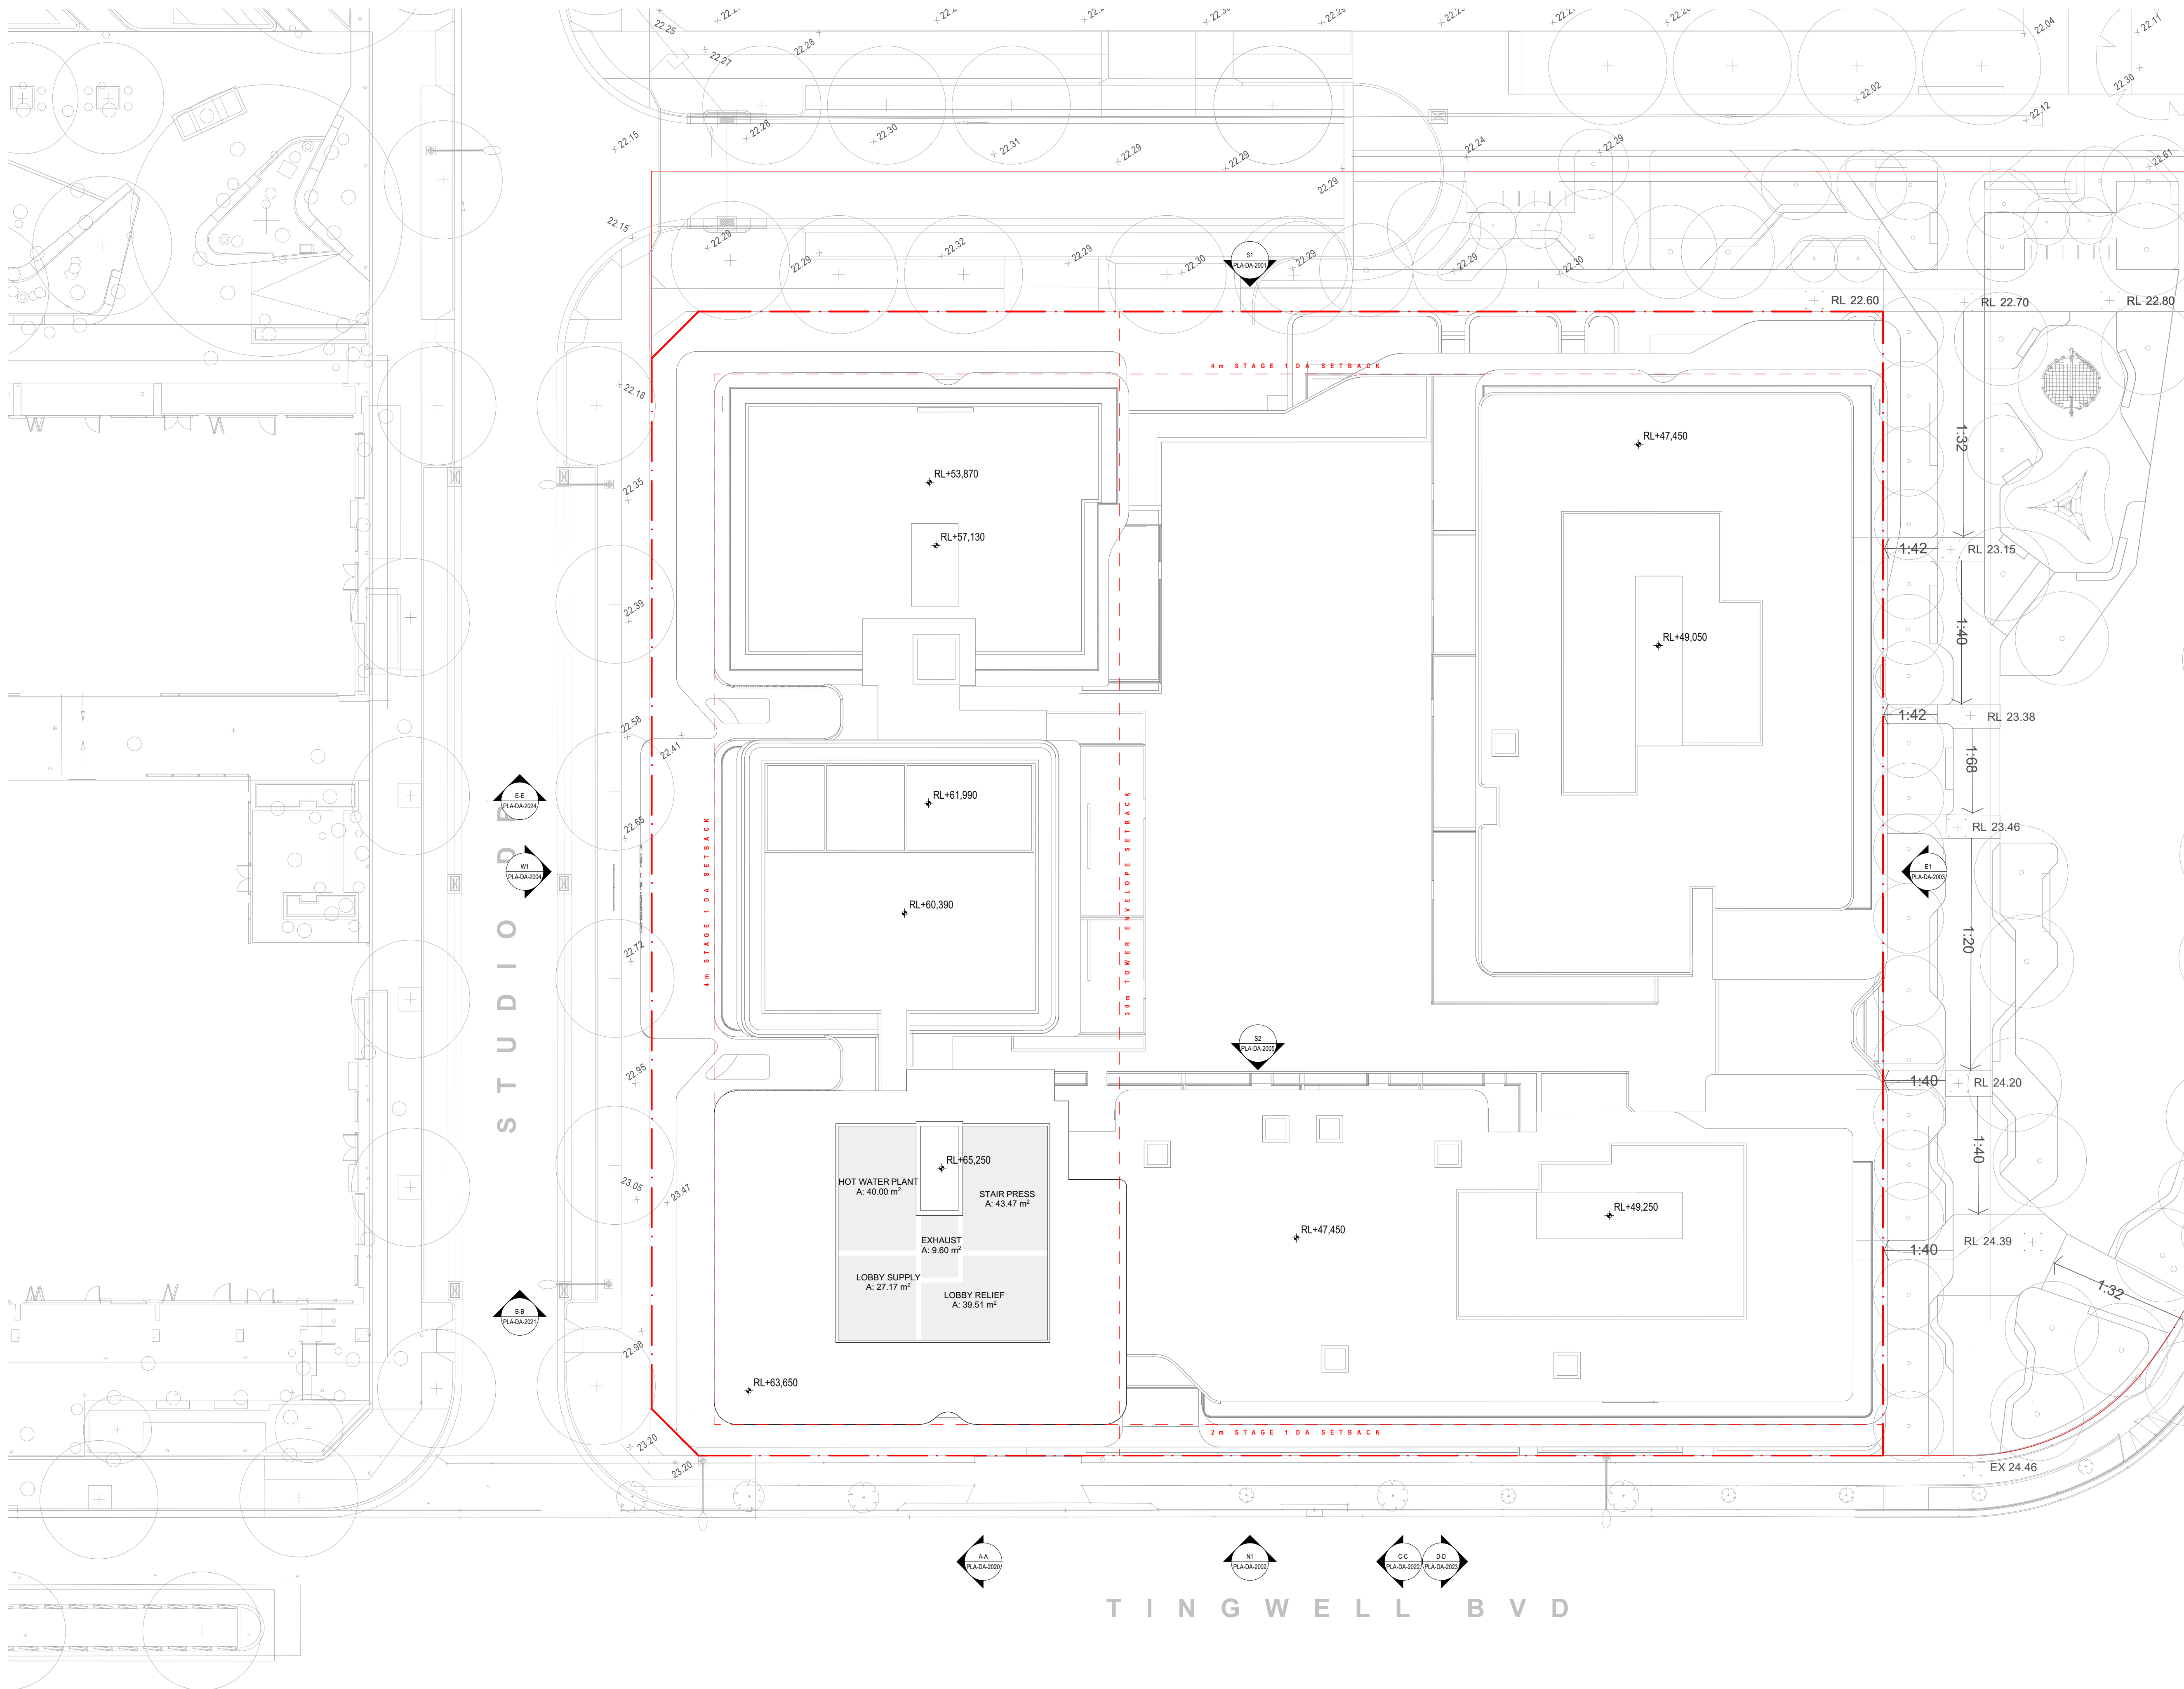 22.25
22.27
22.28
22.30
22.29
22.04
22.11
22.30
22.02
22.12
22.15
22.28
22.30
22.31
22.29
22.29
22.29
22.24
22.29
22.61
22.15
22.29
22.29
22.32
22.29
22.30
22.29
22.29
22.30
S1
PLA-DA-2001
RL 22.60
RL 22.70
RL 22.80
4m STAGE 1 DA SETBACK
22.18
RL+47,450
1:32
RL+53,870
22.35
RL+57,130
1:42
RL 23.15
22.39
RL+49,050
1:40
22.58
22.41
1:42
RL 23.38
1:68
E-E
PLA-DA-2024
RL+61,990
22.65
RL 23.46
STUDIO DR
W1
PLA-DA-2004
4m STAGE 1 DA SETBACK
30m TOWER ENVELOPE SETBACK
E1
PLA-DA-2003
RL+60,390
22.72
1:20
S2
PLA-DA-2005
22.95
1:40
RL 24.20
1:40
RL+65,250
HOT WATER PLANT
A: 40.00 m²
STAIR PRESS
A: 43.47 m²
23.05
23.47
RL+49,250
RL+47,450
EXHAUST
A: 9.60 m²
1:40
RL 24.39
LOBBY SUPPLY
A: 27.17 m²
LOBBY RELIEF
A: 39.51 m²
1:32
B-B
PLA-DA-2021
22.98
RL+63,650
2m STAGE 1 DA SETBACK
23.20
23.20
EX 24.46
A-A
PLA-DA-2020
N1
PLA-DA-2002
C-C
PLA-DA-2022
D-D
PLA-DA-2023
TINGWELL BVD